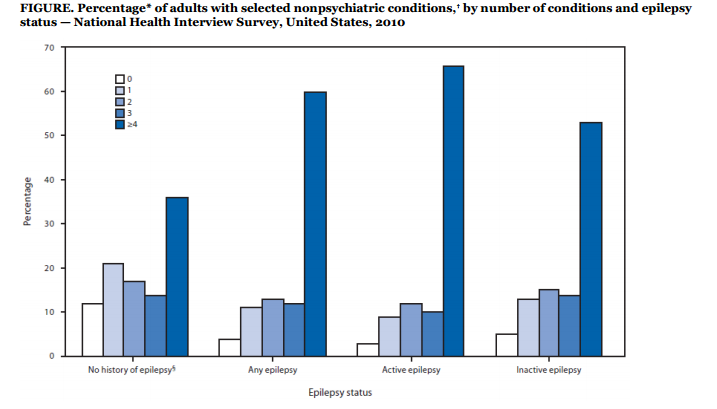 FIGURE. Percentage* of adults with selected nonpsychiatric conditions,† by number of conditions and epilepsy
status — National Health Interview Survey, United States, 2010
70
60
50
40
30
20
10
0
Percentage
0
1
2
3
≥4
No history of epilepsy§
Any epilepsy
Active epilepsy
Inactive epilepsy
Epilepsy status